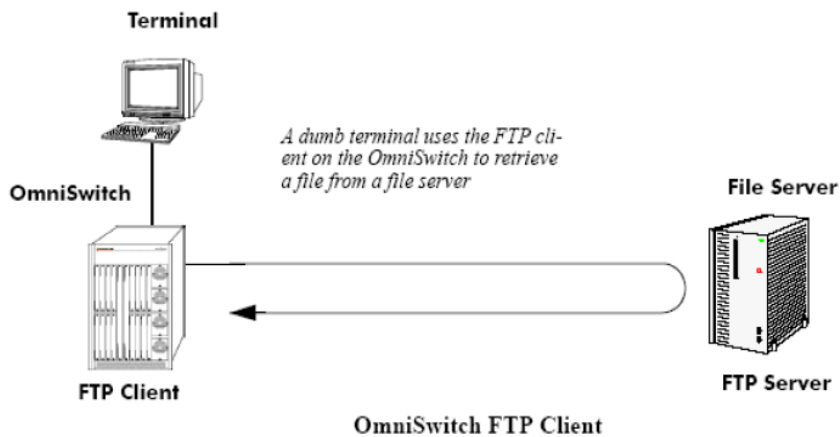 Terminal
A dumb terminal uses the FTP cli-
ent on the OmniSwitch to retrieve
a file from a file server
OmniSwitch
File Server
FTP Client
FTP Server
OmniSwitch FTP Client